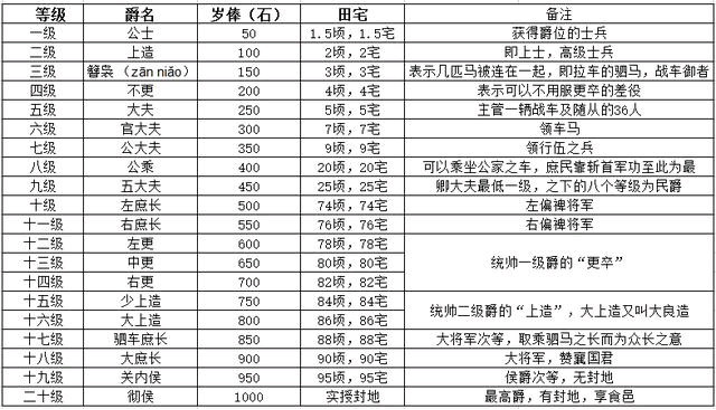 等级 爵名 岁俸（石） 田宅 备注
一级 公士 50 1.5顷，1.5宅 获得爵位的士兵
二级 上造 100 2顷，2宅 即上士，高级士兵
三级 簪袅（zān niǎo） 150 3顷，3宅 表示几匹马被连在一起，即拉车的驷马，战车御者
四级 不更 200 4顷，4宅 表示可以不用服更卒的差役
五级 大夫 250 5顷，5宅 主管一辆战车及随从的36人
六级 官大夫 300 7顷，7宅 领车马
七级 公大夫 350 9顷，9宅 领行伍之兵
八级 公乘 400 20顷，20宅 可以乘坐公家之车，庶民靠斩首军功至此为最
九级 五大夫 450 25顷，25宅 卿大夫最低一级，之下的八个等级为民爵
十级 左庶长 500 74顷，74宅 左偏裨将军
十一级 右庶长 550 76顷，76宅 右偏裨将军
十二级 左更 600 78顷，78宅
十三级 中更 650 80顷，80宅 统帅一级爵的“更卒”
十四级 右更 700 82顷，82宅
十五级 少上造 750 84顷，84宅 统帅二级爵的“上造”，大上造又叫大良造
十六级 大上造 800 86顷，86宅
十七级 驷车庶长 850 88顷，88宅 大将军次等，取乘驷马之长而为众长之意
十八级 大庶长 900 90顷，90宅 大将军，赞襄国君
十九级 关内侯 950 95顷，95宅 侯爵次等，无封地
二十级 彻侯 1000 实授封地 最高爵，有封地，享食邑